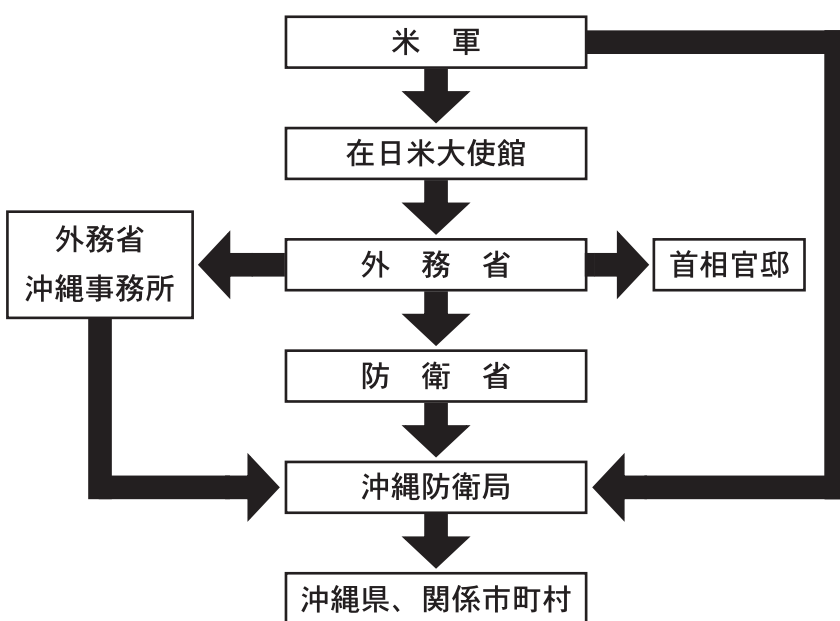 米　軍
在日米大使館
外務省
沖縄事務所
外　務　省
首相官邸
防　衛　省
沖縄防衛局
沖縄県、関係市町村